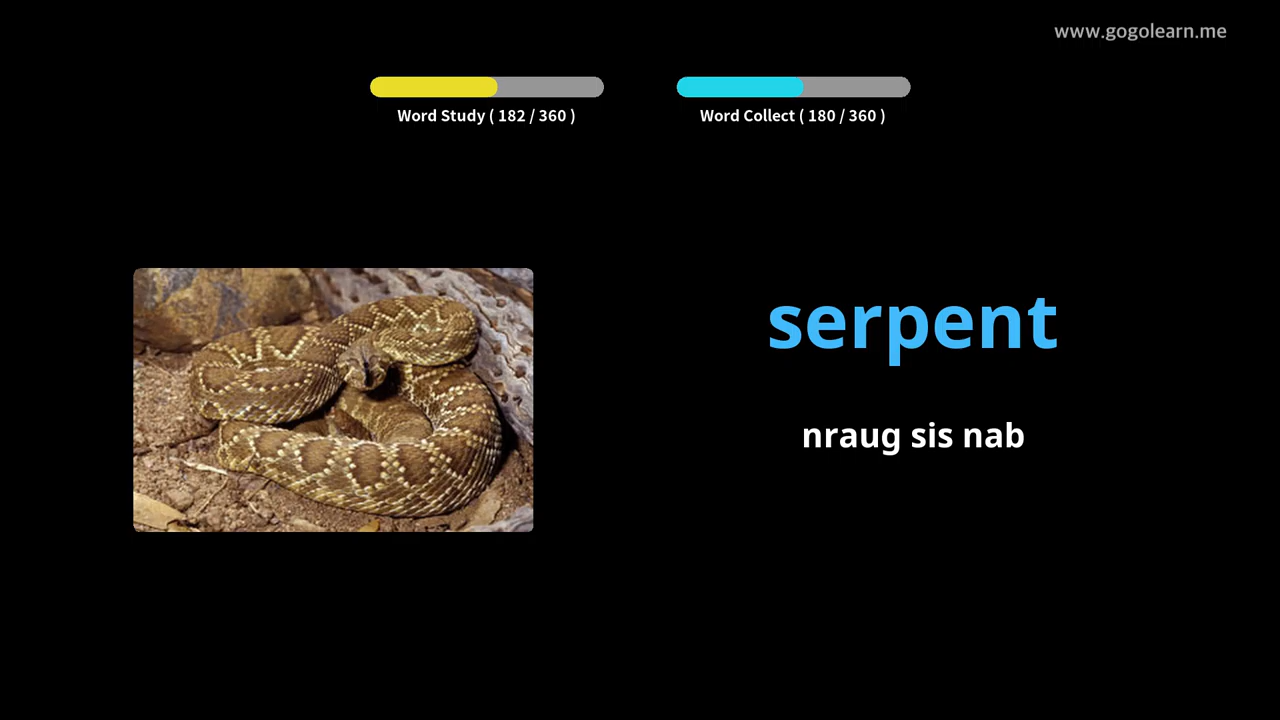 www.gogolearn.me
Word Study ( 182 / 360 )
Word Collect ( 180 / 360 )
serpent
nraug sis nab